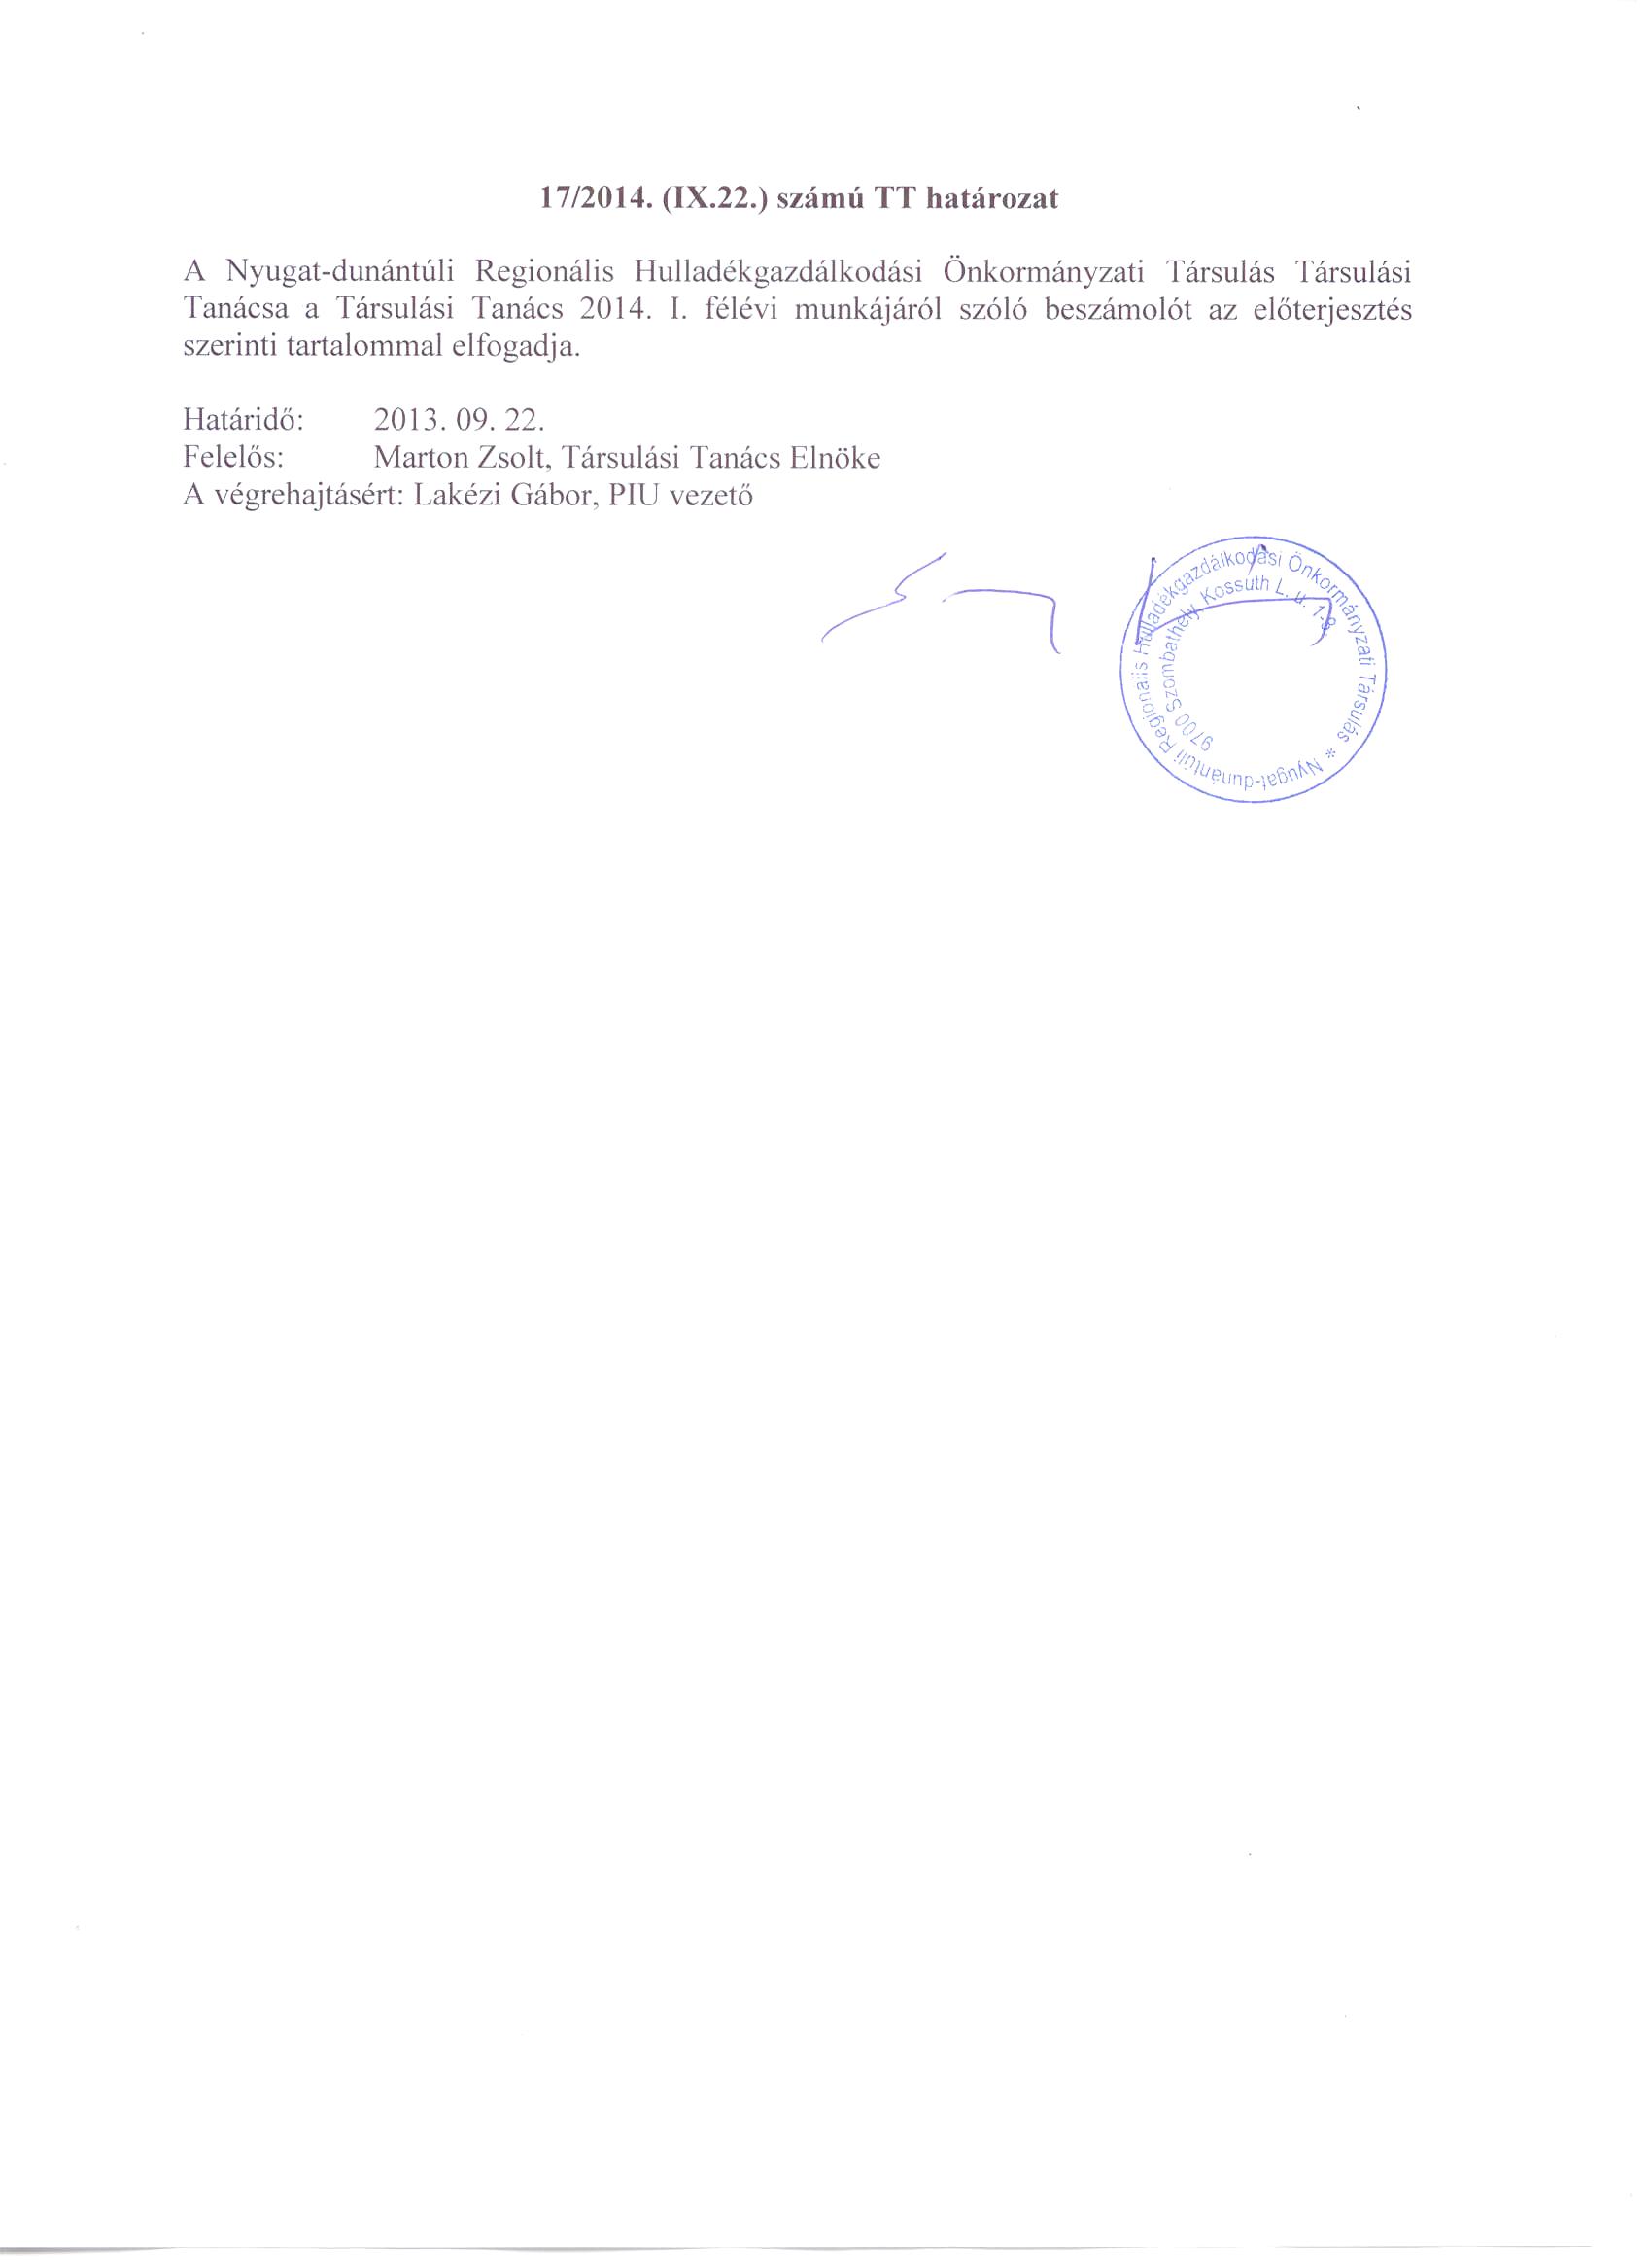 17/2014. (IX.22.) számú TT határozat
A Nyugat-dunántúli Regionális Hulladékgazdálkodási Önkormányzati Társulás Társulási
Tanácsa a Társulási Tanács 2014. I. félévi munkájáról szóló beszámolót az előterjesztés
szerinti tartalommal elfogadja.
Határidő: 2013. 09. 22.
Felelős: Marton Zsolt, Társulási Tanács Elnöke
A végrehajtásért: Lakézi Gábor, PIU vezető
Nyugat-dunántúli Regionális Hulladékgazdálkodási Önkormányzati Társulás *
9700 Szombathely, Kossuth L. u. 1-3.